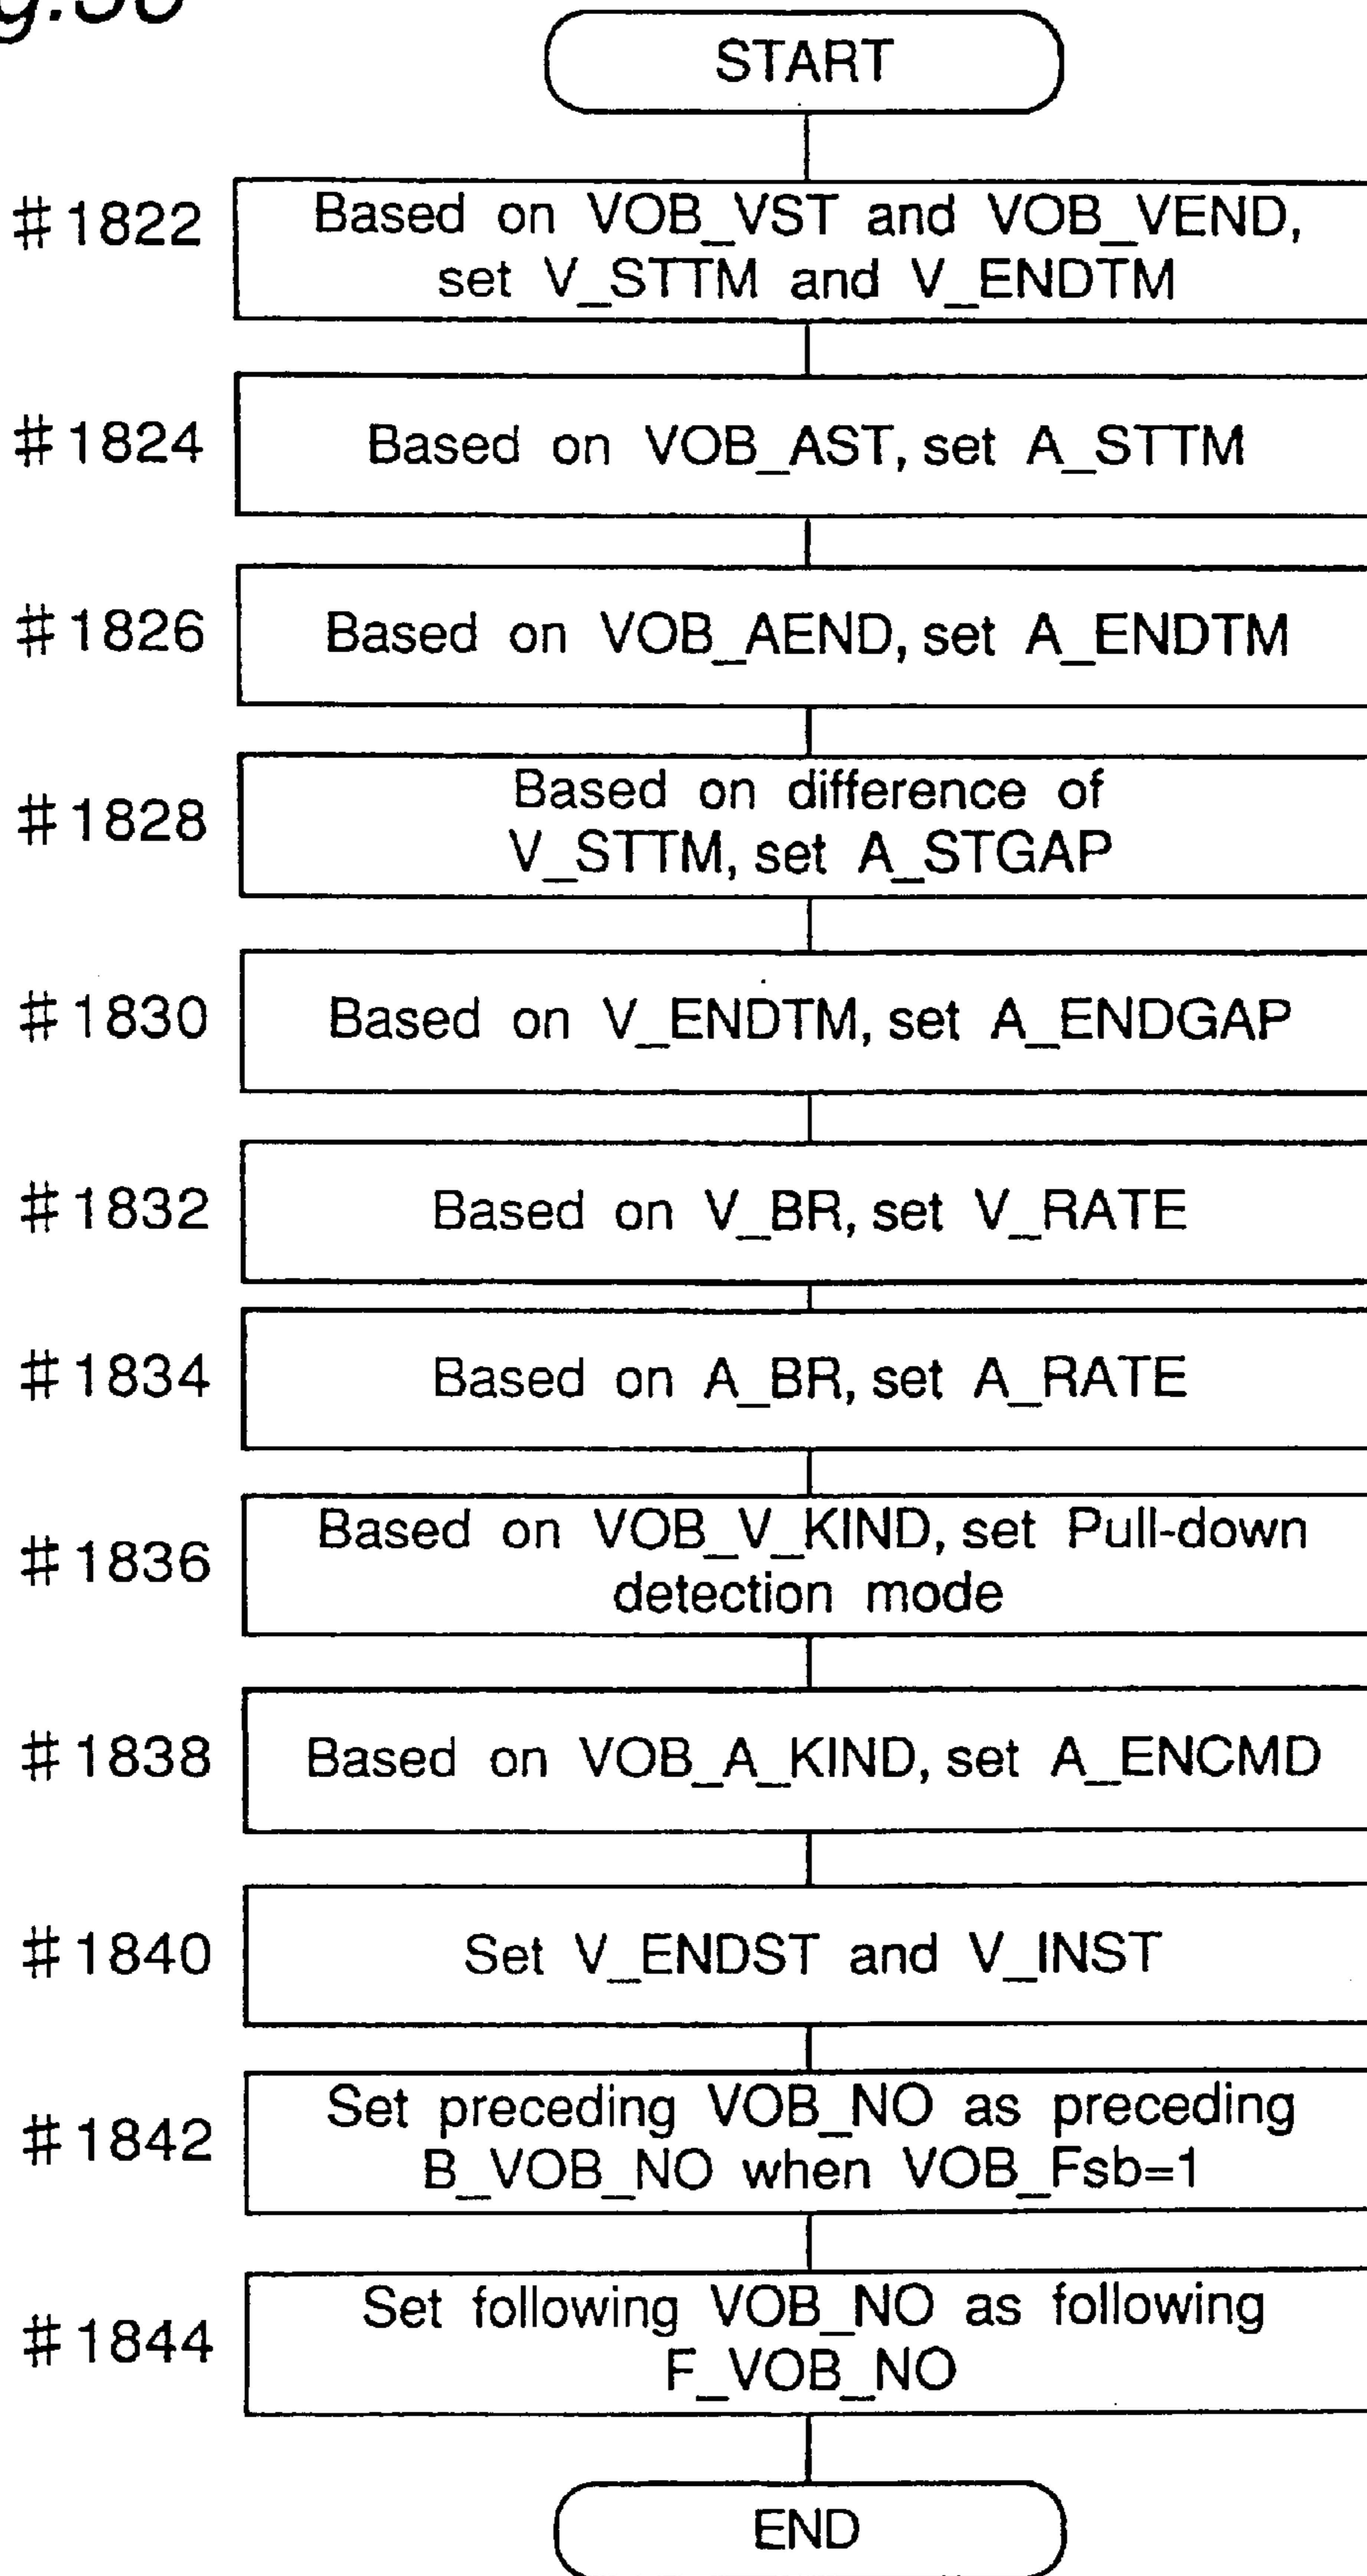 START
#1822
Based on VOB_VST and VOB_VEND,
set V_STTM and V_ENDTM
#1824
Based on VOB_AST, set A_STTM
#1826
Based on VOB_AEND, set A_ENDTM
#1828
Based on difference of
V_STTM, set A_STGAP
#1830
Based on V_ENDTM, set A_ENDGAP
#1832
Based on V_BR, set V_RATE
#1834
Based on A_BR, set A_RATE
#1836
Based on VOB_V_KIND, set Pull-down
detection mode
#1838
Based on VOB_A_KIND, set A_ENCMD
#1840
Set V_ENDST and V_INST
#1842
Set preceding VOB_NO as preceding
B_VOB_NO when VOB_Fsb=1
#1844
Set following VOB_NO as following
F_VOB_NO
END